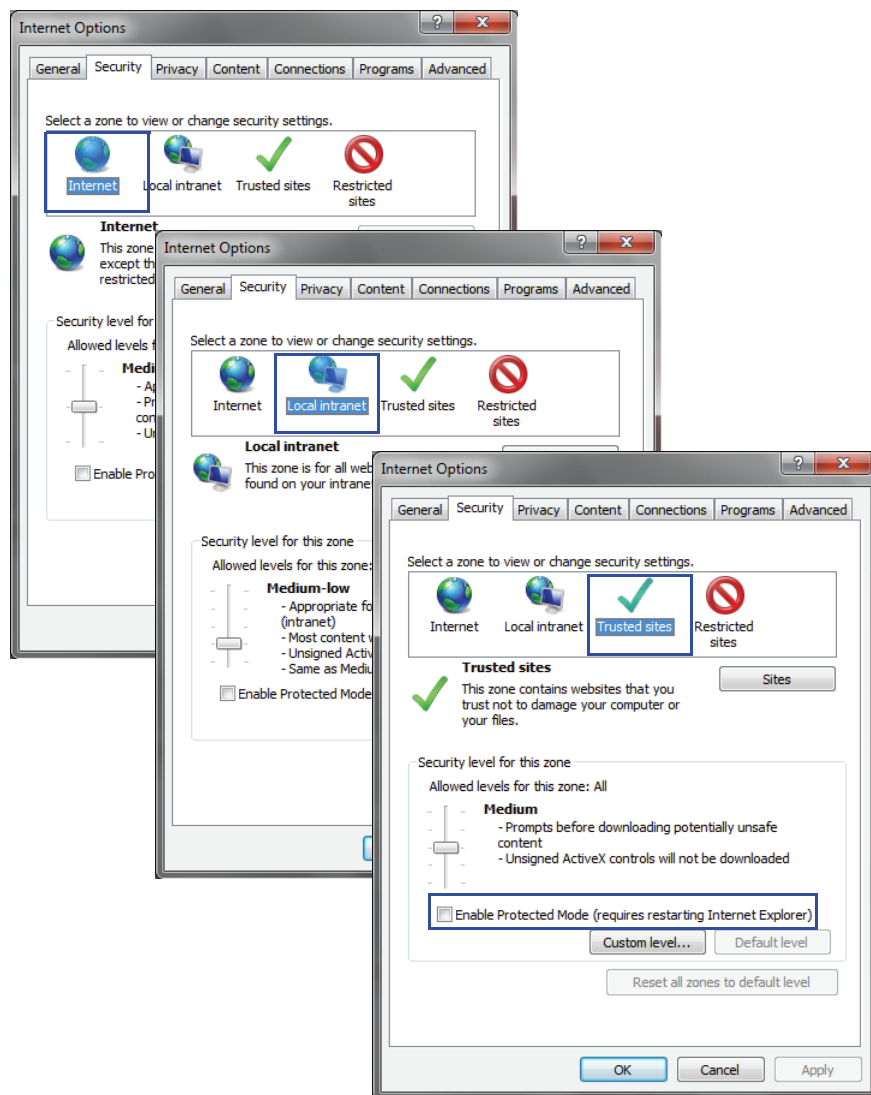 Internet Options
General Security Privacy Content Connections Programs Advanced
Select a zone to view or change security settings.
Internet Local intranet Trusted sites Restricted sites
Internet
This zone
except th
restricted
Security level for
Allowed levels f
Medi
- Ap
- Pr
con
- Un
Enable Pro
Internet Options
General Security Privacy Content Connections Programs Advanced
Select a zone to view or change security settings.
Internet Local intranet Trusted sites Restricted sites
Local intranet
This zone is for all web
found on your intrane
Security level for this zone
Allowed levels for this zone:
Medium-low
- Appropriate fo
(intranet)
- Most content w
- Unsigned Activ
- Same as Mediu
Enable Protected Mode
Internet Options
General Security Privacy Content Connections Programs Advanced
Select a zone to view or change security settings.
Internet Local intranet Trusted sites Restricted sites
Trusted sites
Sites
This zone contains websites that you
trust not to damage your computer or
your files.
Security level for this zone
Allowed levels for this zone: All
Medium
- Prompts before downloading potentially unsafe
content
- Unsigned ActiveX controls will not be downloaded
Enable Protected Mode (requires restarting Internet Explorer)
Custom level... Default level
Reset all zones to default level
OK Cancel Apply